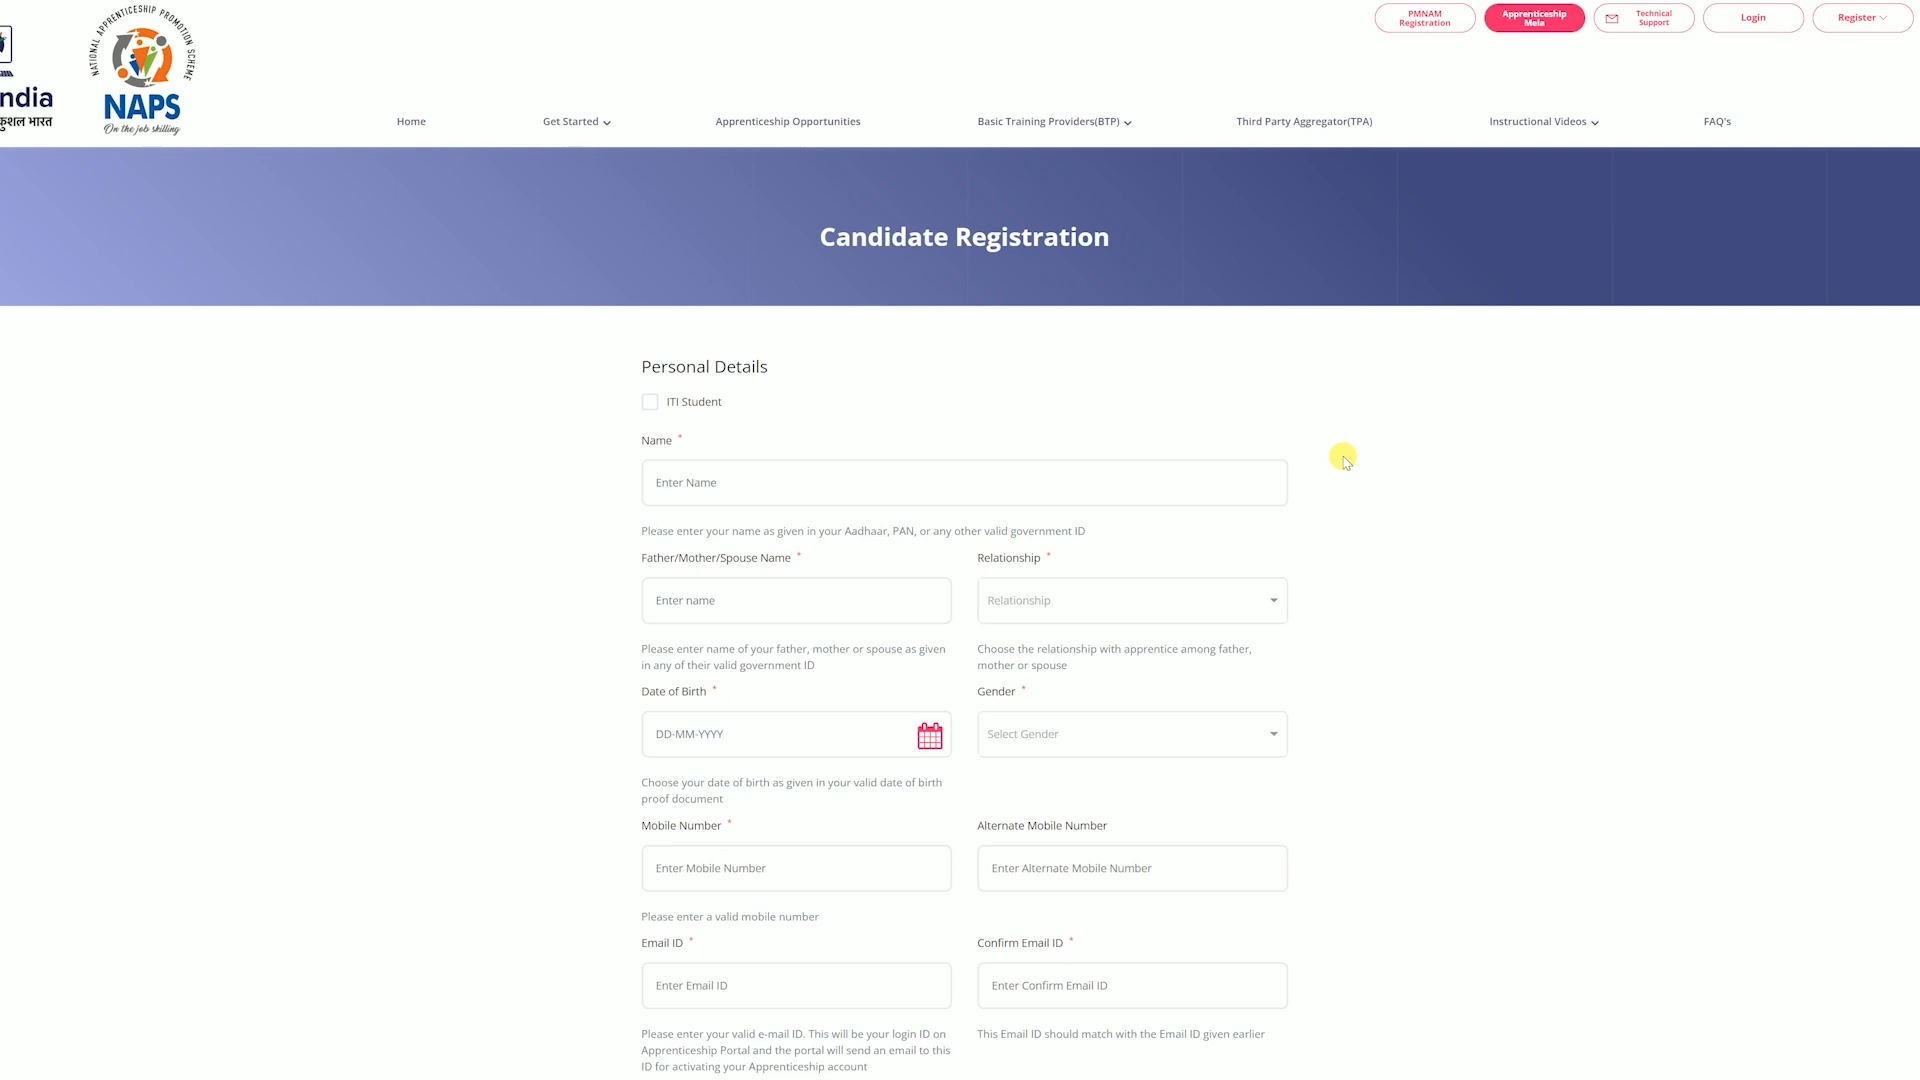 PMNAM
Registration
Apprenticeship
Mela
Technical
Support
Login
Register
NATIONAL APPRENTICESHIP PROMOTION SCHEME
ndia
कुशल भारत
NAPS
On the job skilling
Home
Get Started
Apprenticeship Opportunities
Basic Training Providers(BTP)
Third Party Aggregator(TPA)
Instructional Videos
FAQ's
Candidate Registration
Personal Details
ITI Student
Name *
Enter Name
Please enter your name as given in your Aadhaar, PAN, or any other valid government ID
Father/Mother/Spouse Name *
Relationship *
Enter name
Relationship
Please enter name of your father, mother or spouse as given
in any of their valid government ID
Choose the relationship with apprentice among father,
mother or spouse
Date of Birth *
Gender *
DD-MM-YYYY
Select Gender
Choose your date of birth as given in your valid date of birth
proof document
Mobile Number *
Alternate Mobile Number
Enter Mobile Number
Enter Alternate Mobile Number
Please enter a valid mobile number
Email ID *
Confirm Email ID *
Enter Email ID
Enter Confirm Email ID
Please enter your valid e-mail ID. This will be your login ID on
Apprenticeship Portal and the portal will send an email to this
ID for activating your Apprenticeship account
This Email ID should match with the Email ID given earlier